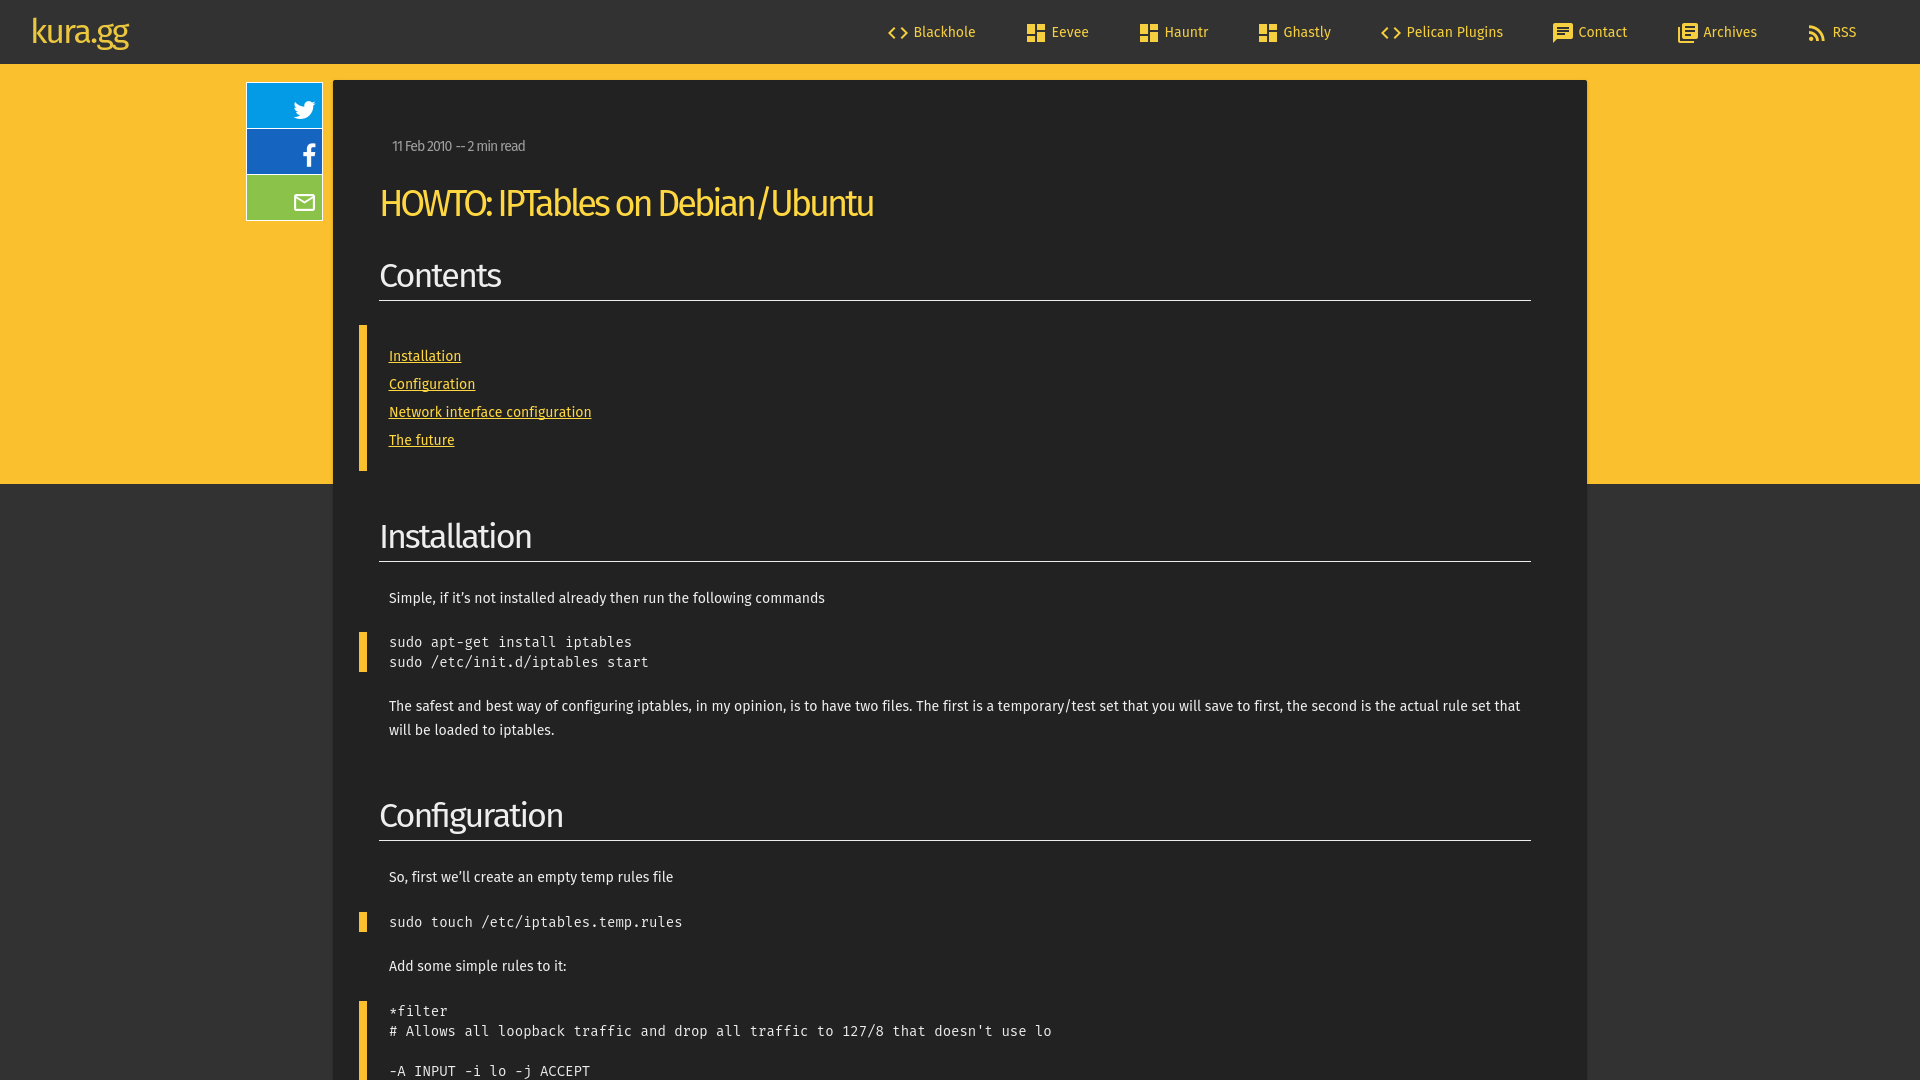 kura.gg
Blackhole
Eevee
Hauntr
Ghastly
Pelican Plugins
Contact
Archives
RSS
11 Feb 2010 -- 2 min read
HOWTO: IPTables on Debian/Ubuntu
Contents
Installation
Configuration
Network interface configuration
The future
Installation
Simple, if it’s not installed already then run the following commands
sudo apt-get install iptables
sudo /etc/init.d/iptables start
The safest and best way of configuring iptables, in my opinion, is to have two files. The first is a temporary/test set that you will save to first, the second is the actual rule set that
will be loaded to iptables.
Configuration
So, first we’ll create an empty temp rules file
sudo touch /etc/iptables.temp.rules
Add some simple rules to it:
*filter
# Allows all loopback traffic and drop all traffic to 127/8 that doesn't use lo
-A INPUT -i lo -j ACCEPT